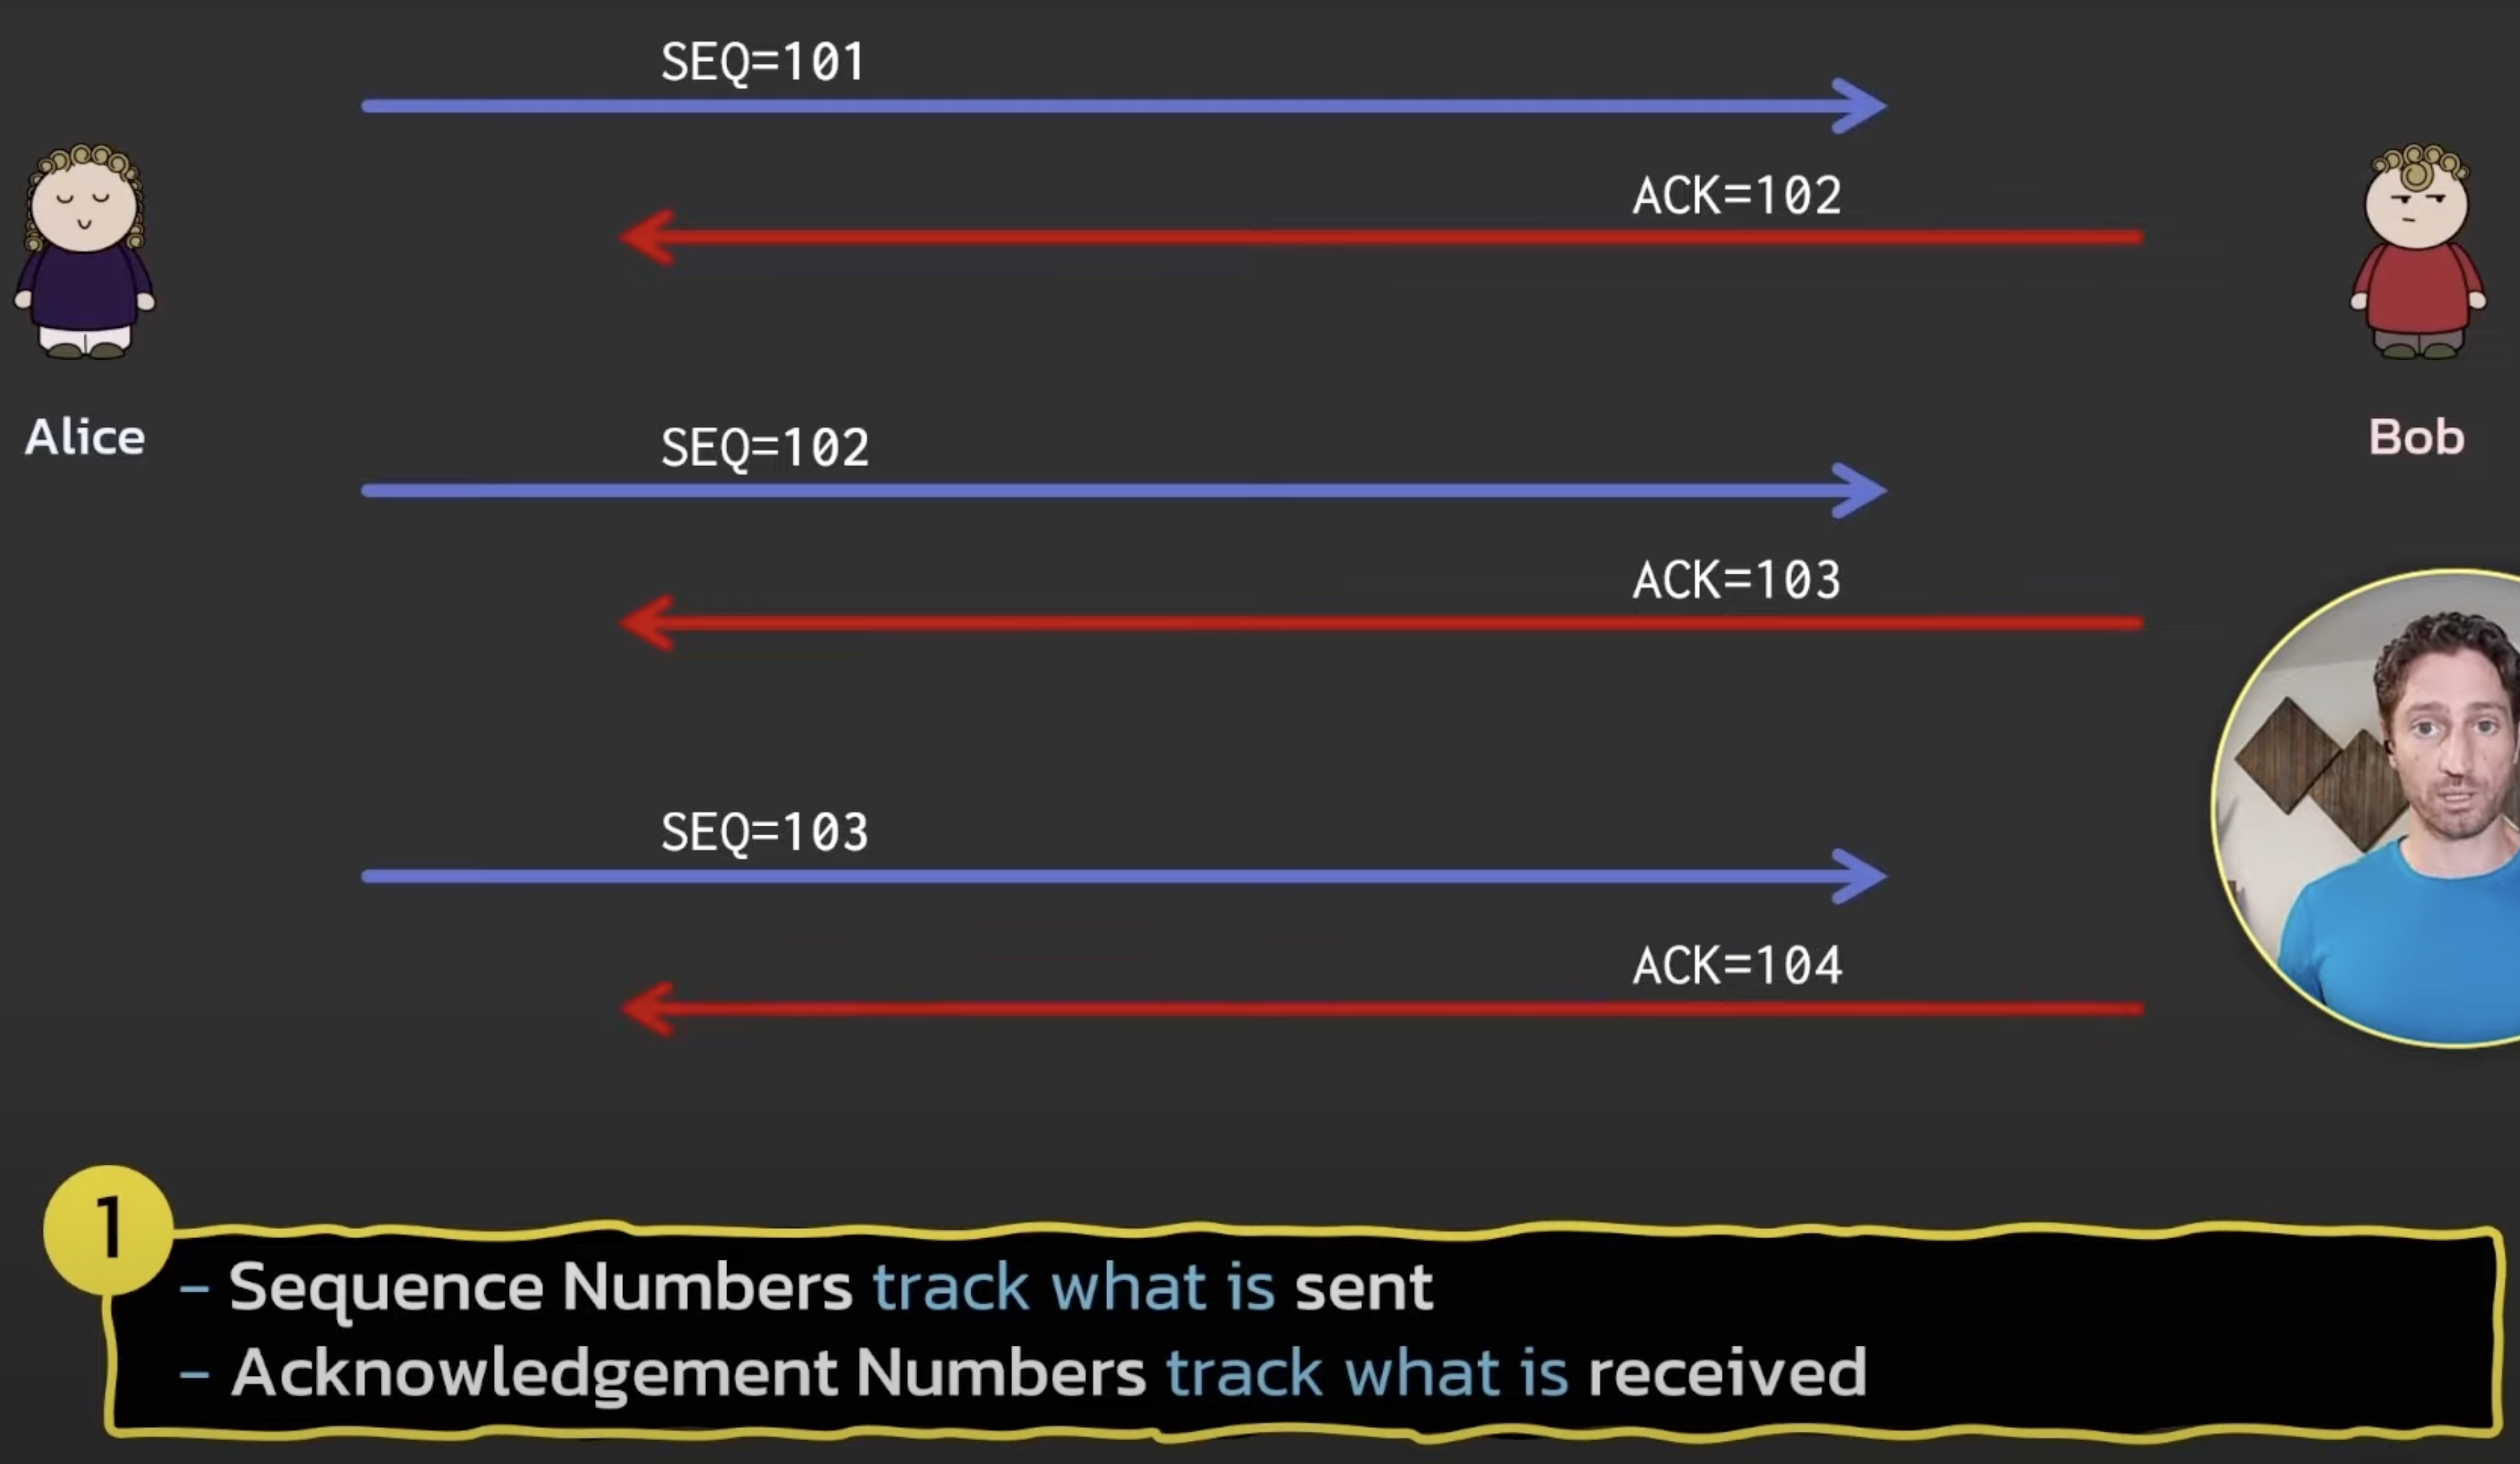 SEQ=101
ACK=102
Alice
Bob
SEQ=102
ACK=103
SEQ=103
ACK=104
1
– Sequence Numbers track what is sent
– Acknowledgement Numbers track what is received